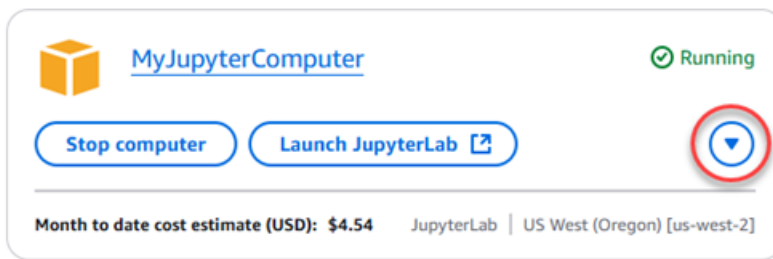 MyJupyterComputer
Running
Stop computer
Launch JupyterLab
Month to date cost estimate (USD): $4.54
JupyterLab | US West (Oregon) [us-west-2]